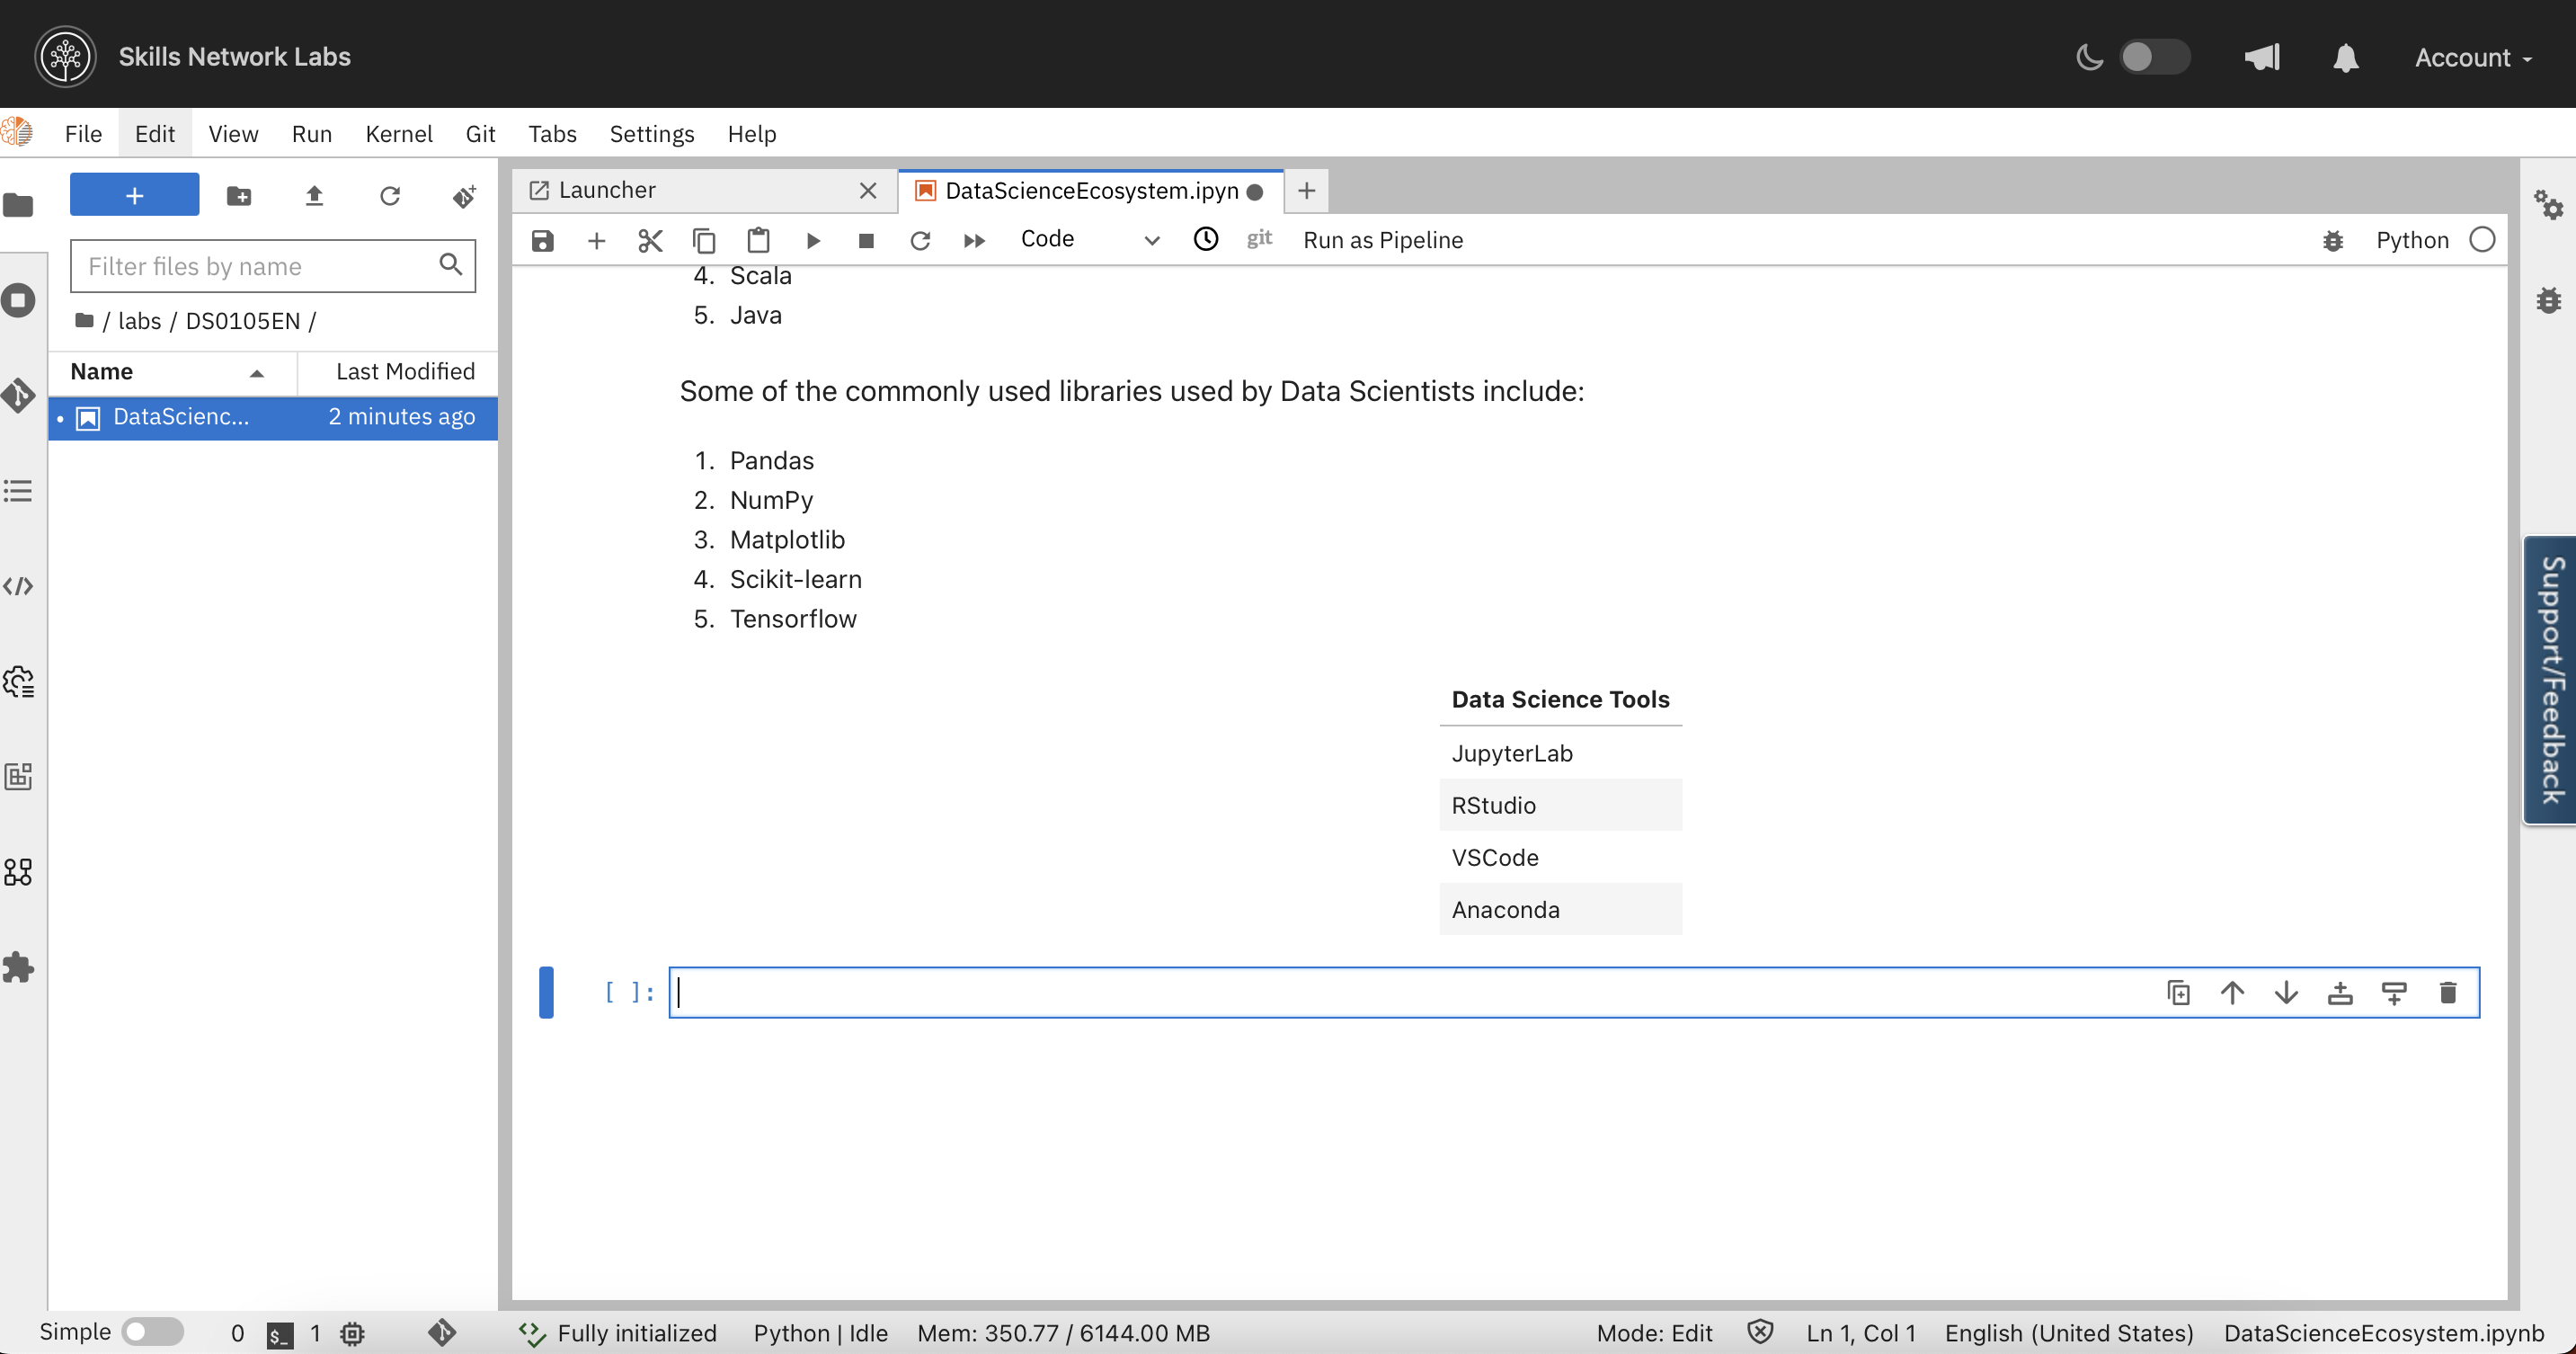 Skills Network Labs
Account
File Edit View Run Kernel Git Tabs Settings Help
+
Filter files by name
/ labs / DS0105EN /
Name Last Modified
DataScienc... 2 minutes ago
Launcher DataScienceEcosystem.ipyn
Code git Run as Pipeline Python
4. Scala
5. Java
Some of the commonly used libraries used by Data Scientists include:
1. Pandas
2. NumPy
3. Matplotlib
4. Scikit-learn
5. Tensorflow
Data Science Tools
JupyterLab
RStudio
VSCode
Anaconda
[ ]:
Support/Feedback
Simple 0 $_ 1 Fully initialized Python | Idle Mem: 350.77 / 6144.00 MB Mode: Edit Ln 1, Col 1 English (United States) DataScienceEcosystem.ipynb